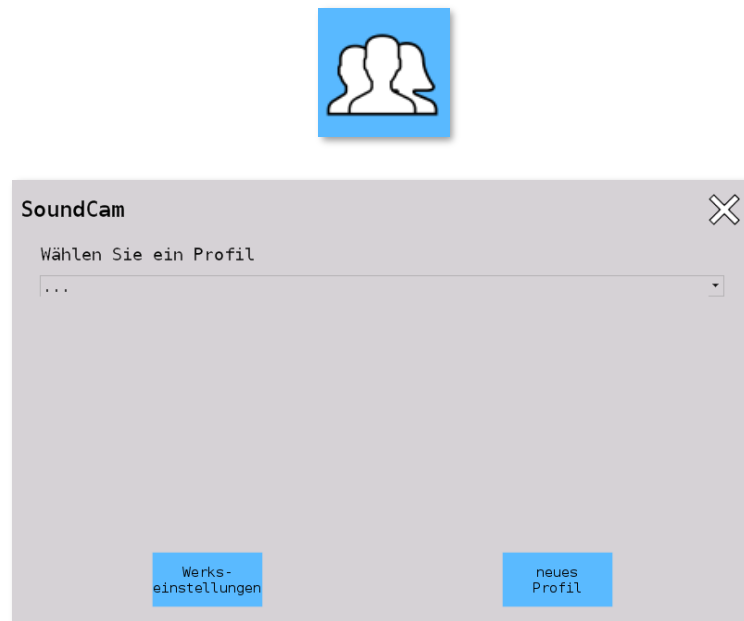 SoundCam
Wählen Sie ein Profil
...
Werks-
einstellungen
neues
Profil